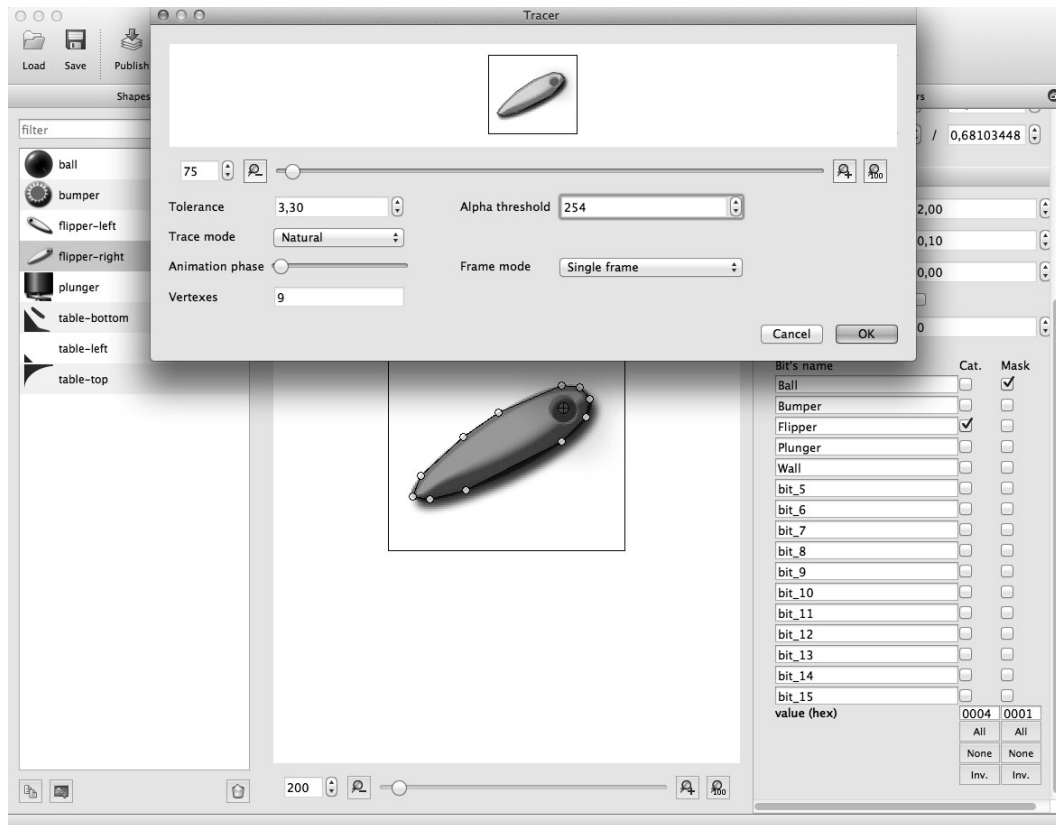 Tracer
Load Save Publish
Shapes
filter
ball
bumper
flipper-left
flipper-right
plunger
table-bottom
table-left
table-top
75
100
Tolerance 3,30 Alpha threshold 254
Trace mode Natural
Animation phase Frame mode Single frame
Vertexes 9
Cancel OK
200
100
rs
/ 0,68103448
2,00
0,10
0,00
0
Bit's name Cat. Mask
Ball
Bumper
Flipper
Plunger
Wall
bit_5
bit_6
bit_7
bit_8
bit_9
bit_10
bit_11
bit_12
bit_13
bit_14
bit_15
value (hex) 0004 0001
All All
None None
Inv. Inv.